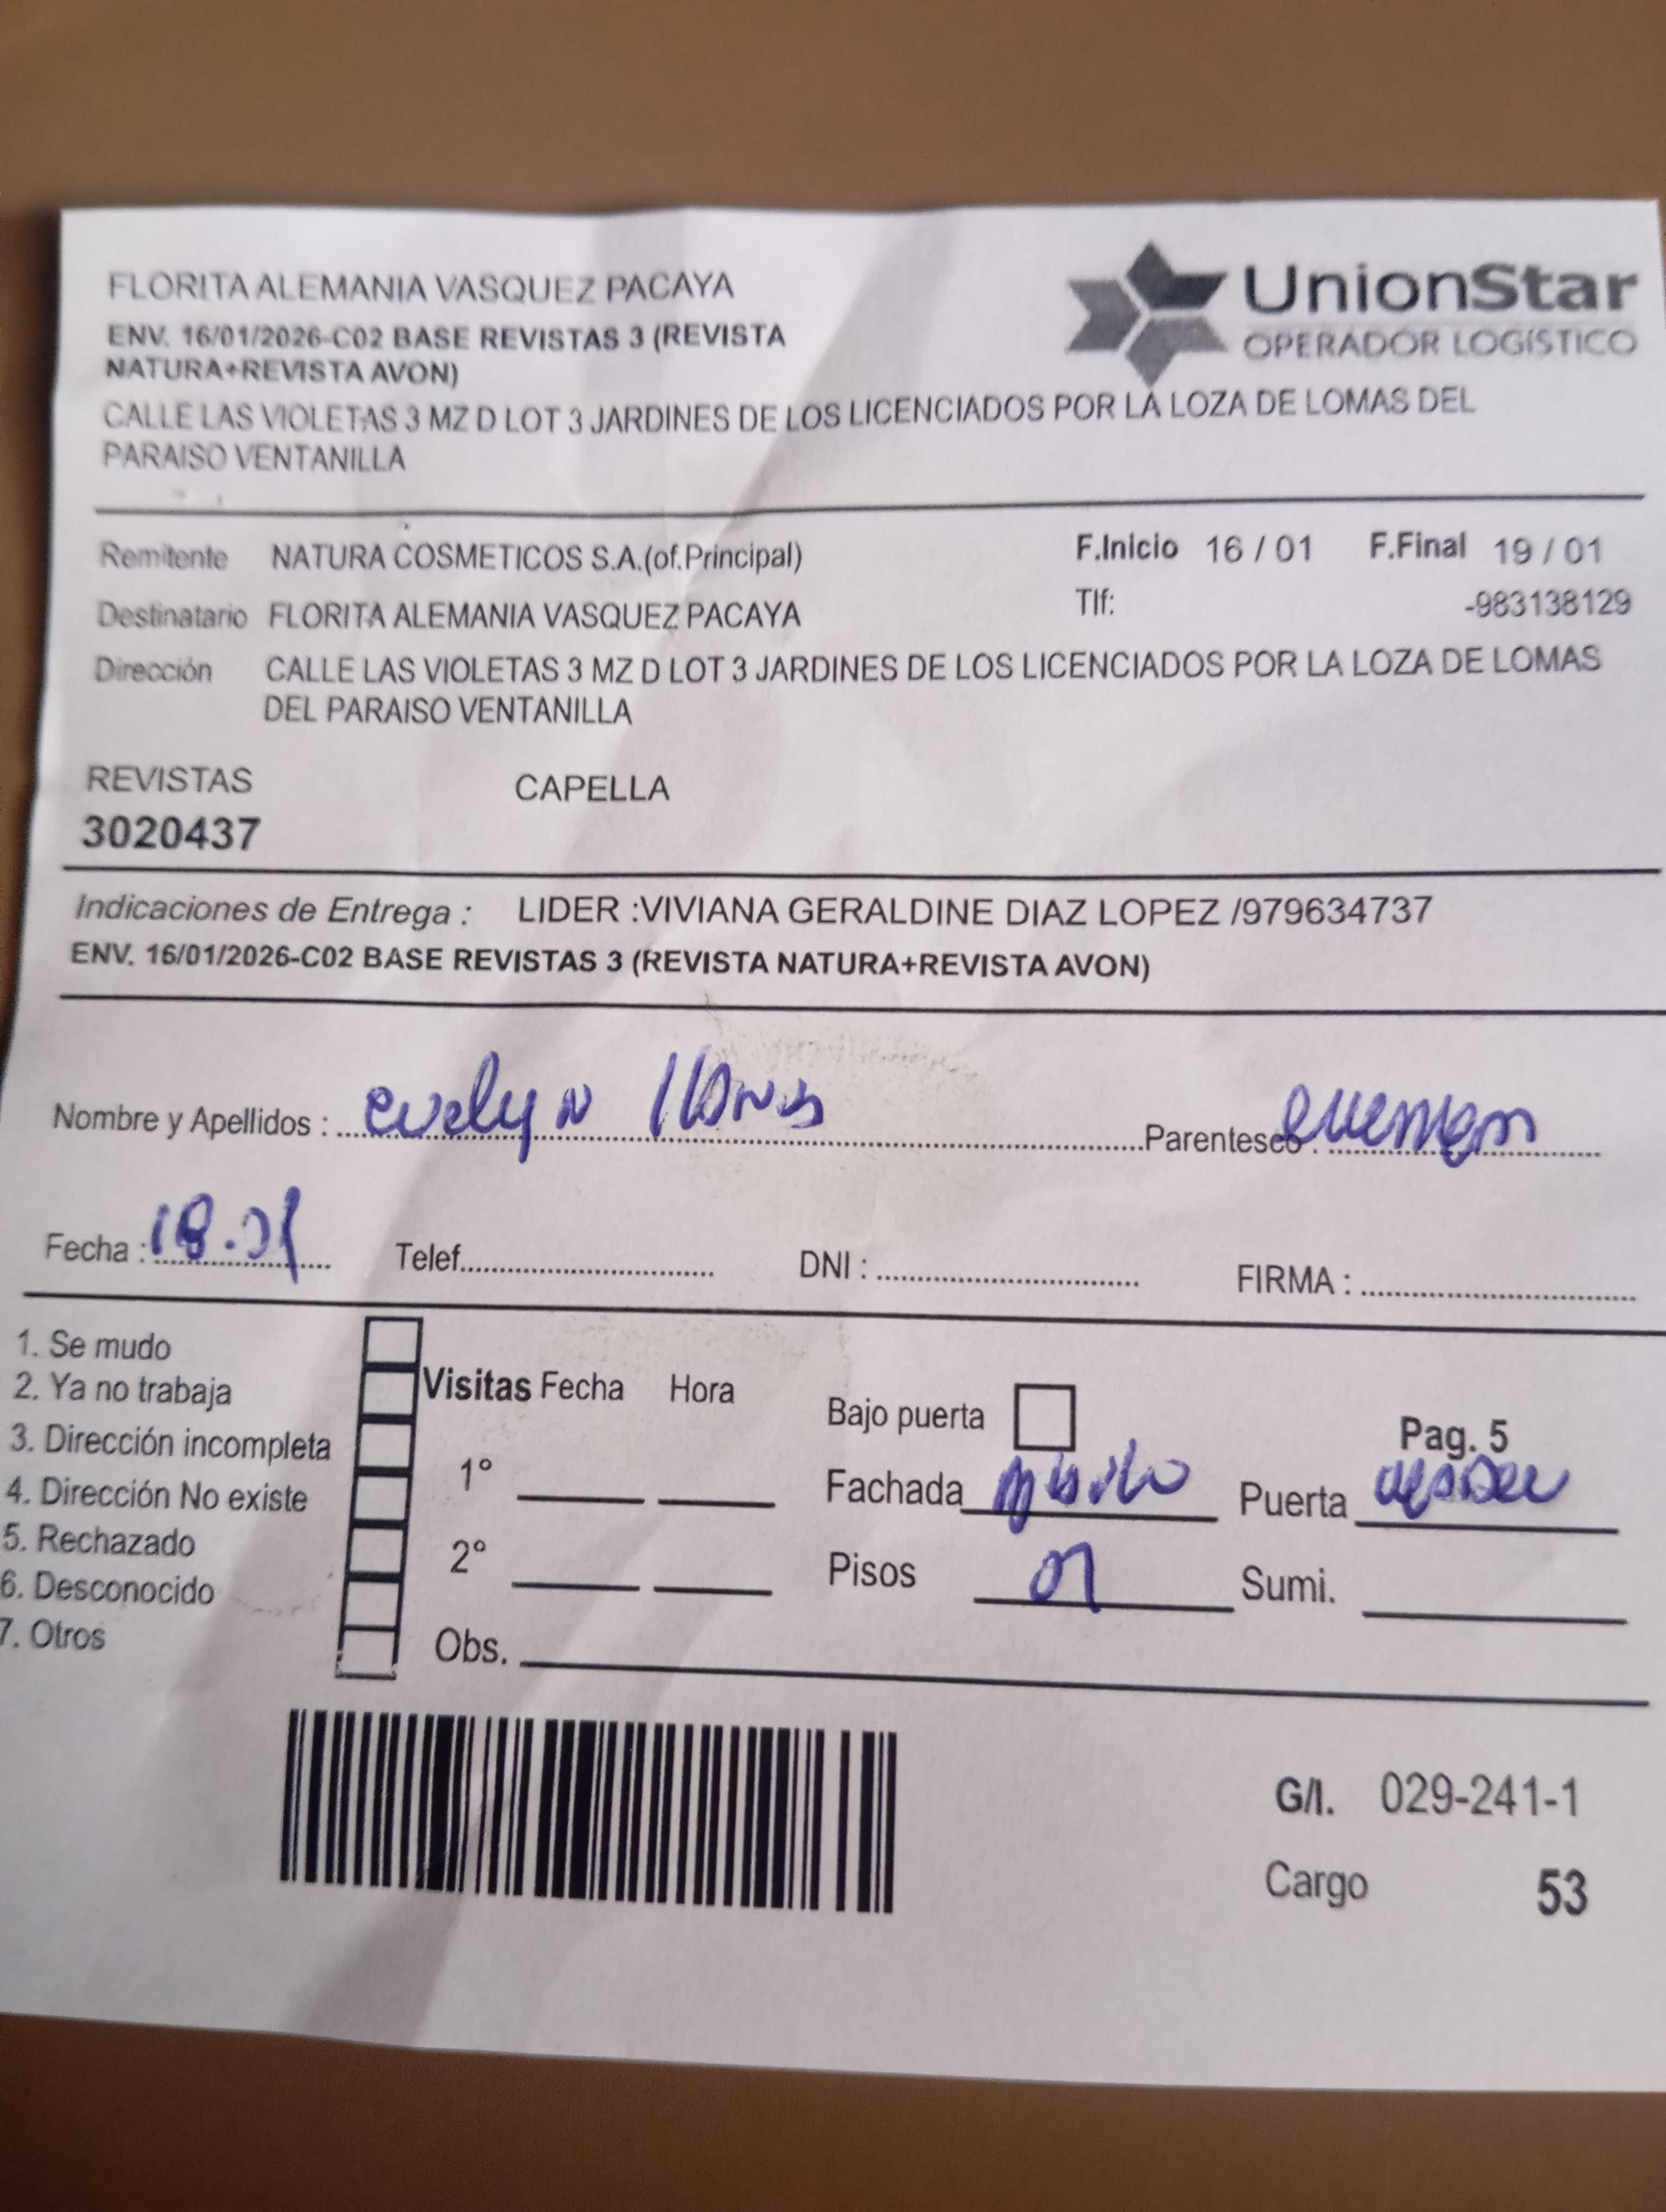 FLORITA ALEMANIA VASQUEZ PACAYA
ENV. 16/01/2026-C02 BASE REVISTAS 3 (REVISTA
NATURA+REVISTA AVON)
CALLE LAS VIOLETAS 3 MZ D LOT 3 JARDINES DE LOS LICENCIADOS POR LA LOZA DE LOMAS DEL
PARAISO VENTANILLA
UnionStar
OPERADOR LOGÍSTICO
Remitente NATURA COSMETICOS S.A.(of.Principal) F.Inicio 16 / 01 F.Final 19 / 01
Destinatario FLORITA ALEMANIA VASQUEZ PACAYA Tlf: -983138129
Dirección CALLE LAS VIOLETAS 3 MZ D LOT 3 JARDINES DE LOS LICENCIADOS POR LA LOZA DE LOMAS
DEL PARAISO VENTANILLA
REVISTAS CAPELLA
3020437
Indicaciones de Entrega : LIDER :VIVIANA GERALDINE DIAZ LOPEZ /979634737
ENV. 16/01/2026-C02 BASE REVISTAS 3 (REVISTA NATURA+REVISTA AVON)
Nombre y Apellidos : evelyn Parentesco :
Fecha : 18.01 Telef. DNI : FIRMA :
1. Se mudo
2. Ya no trabaja
3. Dirección incompleta
4. Dirección No existe
5. Rechazado
6. Desconocido
7. Otros
Visitas Fecha Hora
1°
2°
Obs.
Bajo puerta
Pag. 5
Fachada Puerta
Pisos 01 Sumi.
G/I. 029-241-1
Cargo 53